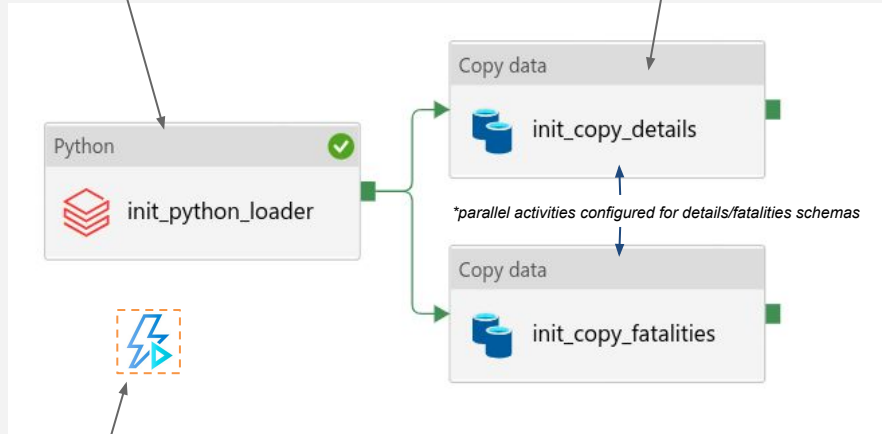 Copy data
init_copy_details
Python
init_python_loader
*parallel activities configured for details/fatalities schemas
Copy data
init_copy_fatalities